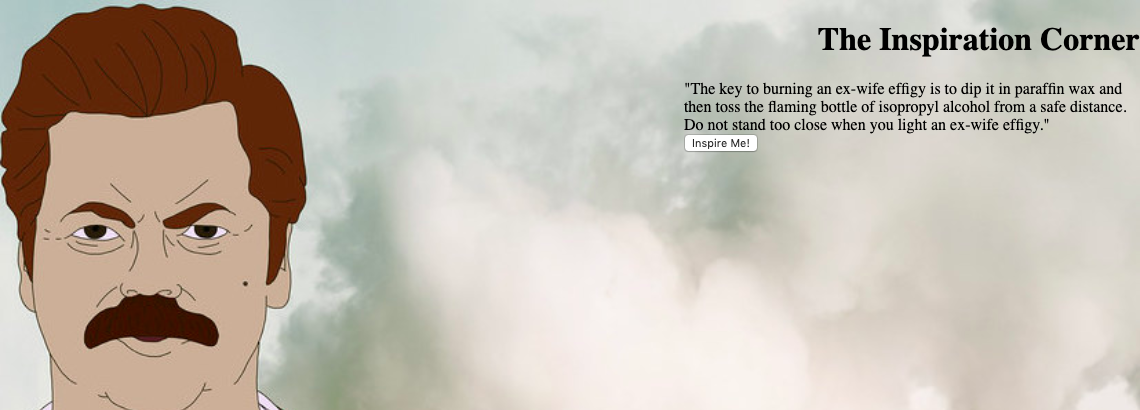 The Inspiration Corner
"The key to burning an ex-wife effigy is to dip it in paraffin wax and
then toss the flaming bottle of isopropyl alcohol from a safe distance.
Do not stand too close when you light an ex-wife effigy."
Inspire Me!